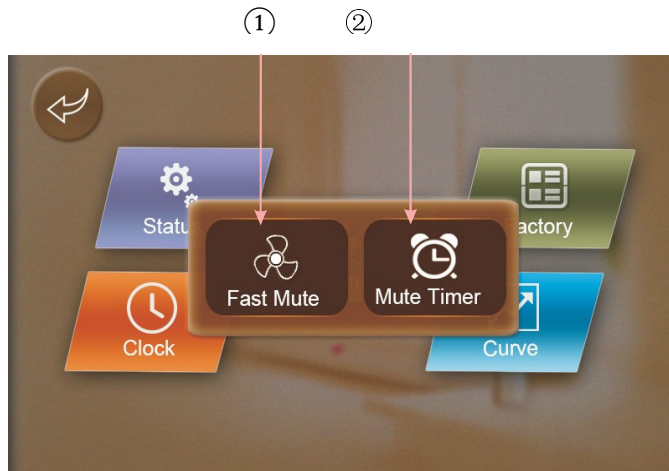 ① ②
Statu
actory
Fast Mute
Mute Timer
Clock
Curve